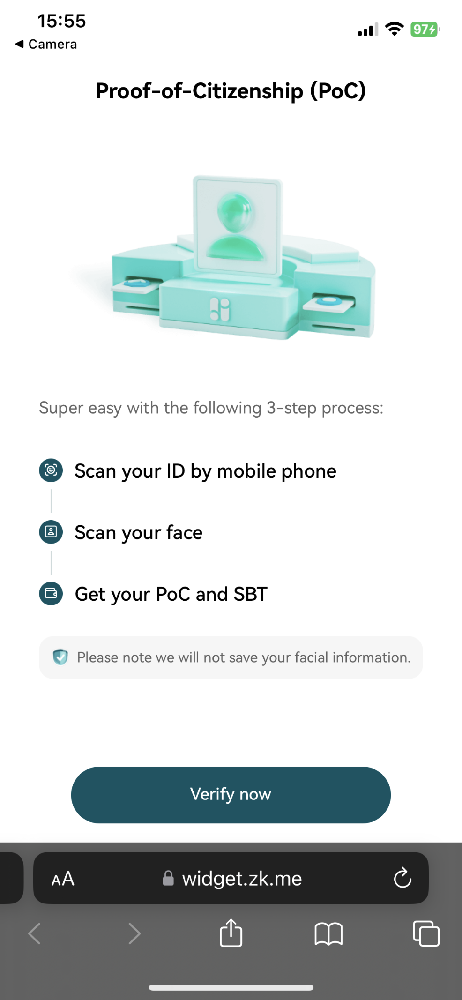 15:55
97
◀ Camera
Proof-of-Citizenship (PoC)
Super easy with the following 3-step process:
Scan your ID by mobile phone
Scan your face
Get your PoC and SBT
Please note we will not save your facial information.
Verify now
AA
widget.zk.me